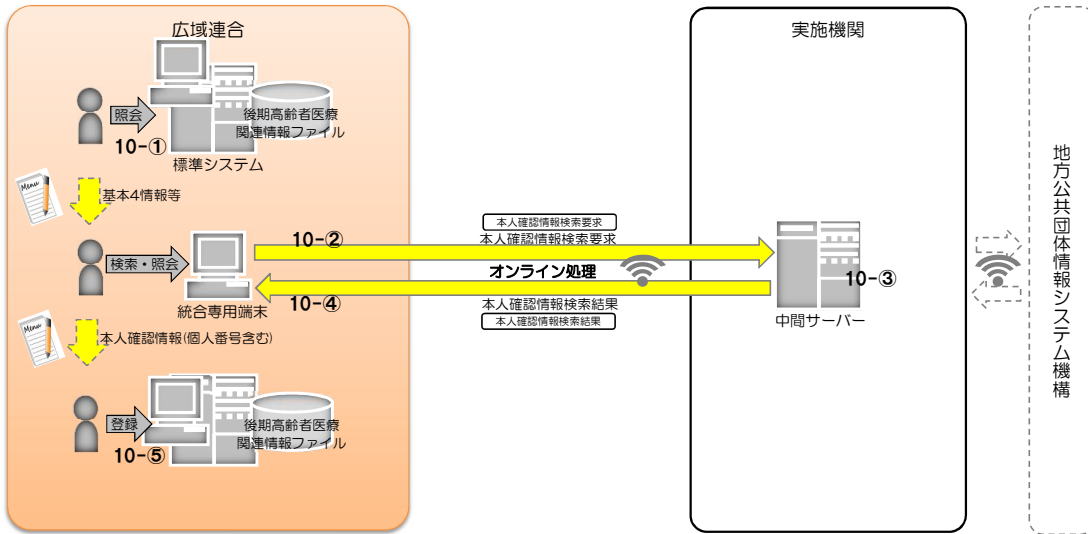 広域連合
照会
10-①
後期高齢者医療
関連情報ファイル
標準システム
Menu
基本4情報等
検索・照会
統合専用端末
Menu
本人確認情報(個人番号含む)
登録
10-⑤
後期高齢者医療
関連情報ファイル
10-②
本人確認情報検索要求
本人確認情報検索要求
オンライン処理
10-④
本人確認情報検索結果
本人確認情報検索結果
実施機関
10-③
中間サーバー
地方公共団体情報システム機構